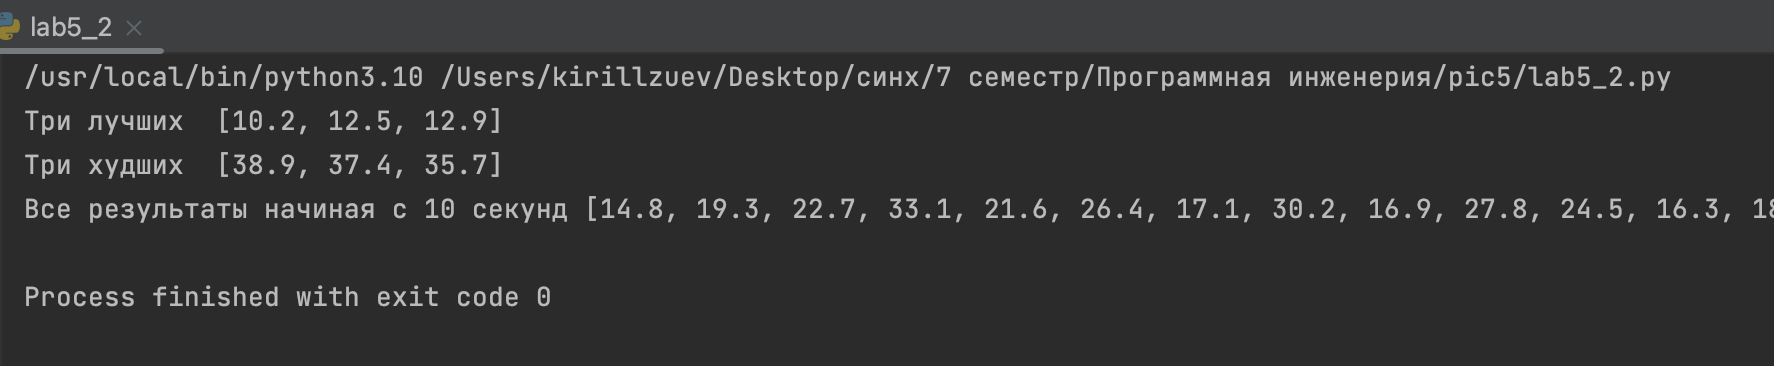 lab5_2
/usr/local/bin/python3.10 /Users/kirillzuev/Desktop/синх/7 семестр/Программная инженерия/pic5/lab5_2.py
Три лучших  [10.2, 12.5, 12.9]
Три худших  [38.9, 37.4, 35.7]
Все результаты начиная с 10 секунд [14.8, 19.3, 22.7, 33.1, 21.6, 26.4, 17.1, 30.2, 16.9, 27.8, 24.5, 16.3,
Process finished with exit code 0